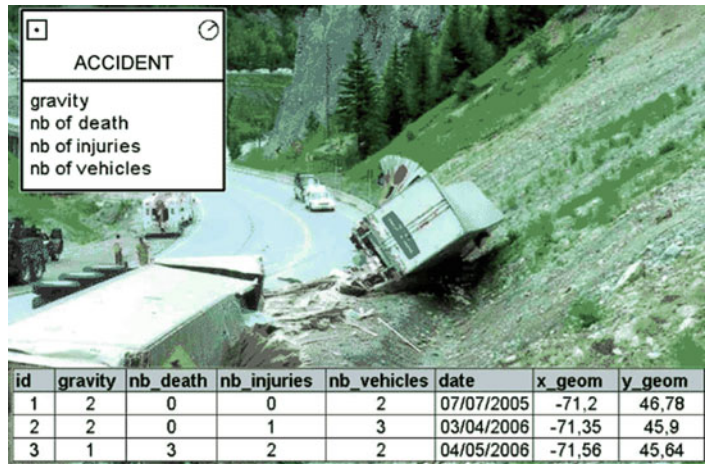 ACCIDENT
gravity
nb of death
nb of injuries
nb of vehicles
id gravity nb_death nb_injuries nb_vehicles date x_geom y_geom
1 2 0 0 2 07/07/2005 -71,2 46,78
2 2 0 1 3 03/04/2006 -71,35 45,9
3 1 3 2 2 04/05/2006 -71,56 45,64